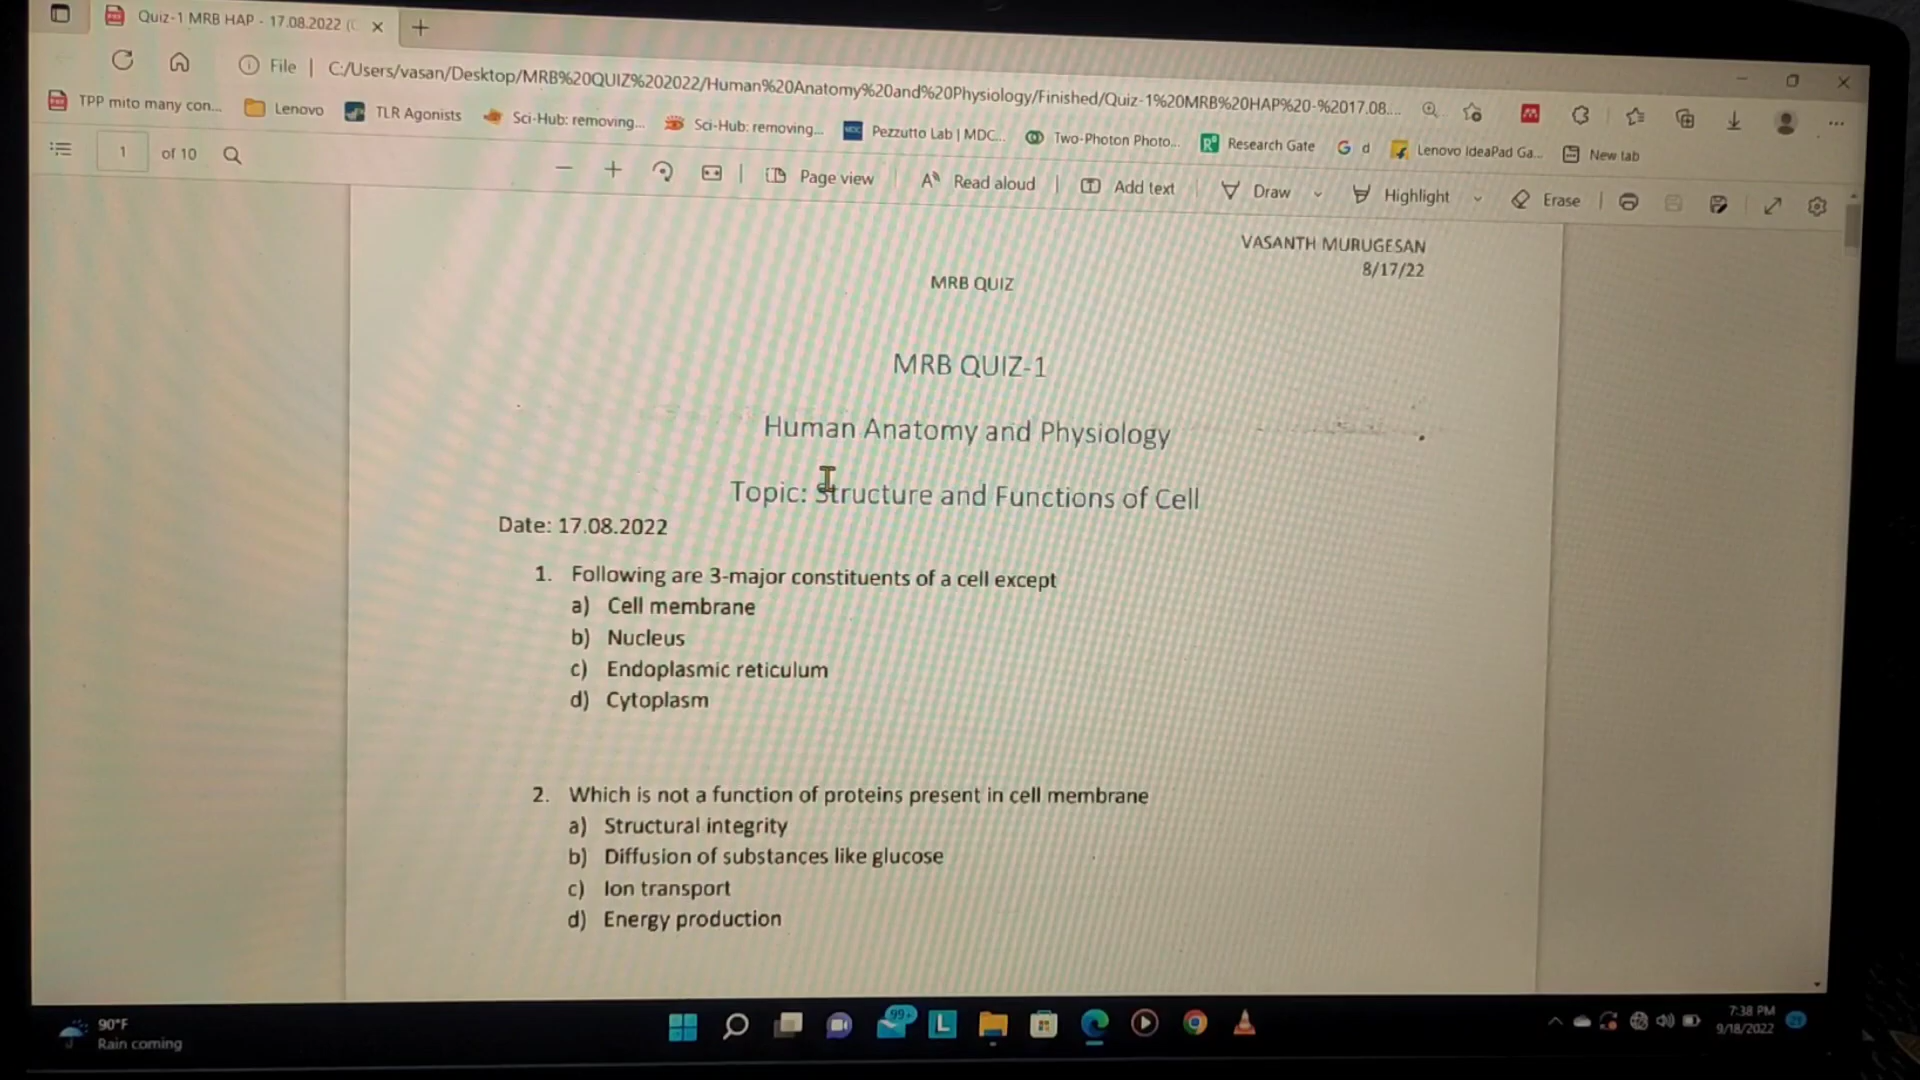 Quiz-1 MRB HAP - 17.08.2022 (
File | C:/Users/vasan/Desktop/MRB%20QUIZ%202022/Human%20Anatomy%20and%20Physiology/Finished/Quiz-1%20MRB%20HAP%20-%2017.08....
TPP mito many con... Lenovo TLR Agonists Sci-Hub: removing... Sci-Hub: removing... Pezzutto Lab | MDC... Two-Photon Photo... Research Gate d Lenovo IdeaPad Ga... New tab
1 of 10 Page view Read aloud Add text Draw Highlight Erase
VASANTH MURUGESAN
8/17/22
MRB QUIZ
MRB QUIZ-1
Human Anatomy and Physiology
Topic: Structure and Functions of Cell
Date: 17.08.2022
1. Following are 3-major constituents of a cell except
a) Cell membrane
b) Nucleus
c) Endoplasmic reticulum
d) Cytoplasm
2. Which is not a function of proteins present in cell membrane
a) Structural integrity
b) Diffusion of substances like glucose
c) Ion transport
d) Energy production
90°F
Rain coming
99+
7:38 PM
9/18/2022